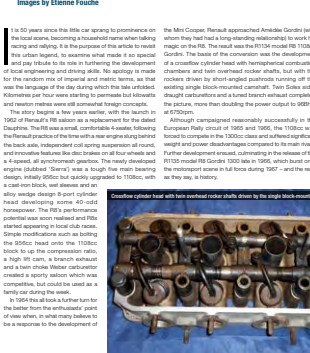 Images by Etienne Fouche
It is 50 years since this little car sprang to prominence on
the local scene, becoming a household name when talking
racing and rallying. It is the purpose of this article to revisit
this urban legend, to examine what made it so special
and pay tribute to its role in furthering the development
of local engineering and driving skills. No apology is made
for the random mix of imperial and metric terms, as that
was the language of the day during which this tale unfolded.
Kilometres per hour were starting to permeate but kilowatts
and newton metres were still somewhat foreign concepts.
The story begins a few years earlier, with the launch in
1962 of Renault's R8 saloon as a replacement for the dated
Dauphine. The R8 was a small, comfortable 4-seater, following
the Renault practice of the time with a rear engine slung behind
the back axle, independent coil spring suspension all round,
and innovative features like disc brakes on all four wheels and
a 4-speed, all synchromesh gearbox. The newly developed
engine (dubbed 'Sierra') was a tough five main bearing
design, initially 956cc but quickly upgraded to 1108cc, with
a cast-iron block, wet sleeves and an
alloy wedge design 8-port cylinder
head developing some 40-odd
horsepower. The R8's performance
potential was soon realised and R8s
started appearing in local club races.
Simple modifications such as bolting
the 956cc head onto the 1108cc
block to up the compression ratio,
a high lift cam, a branch exhaust
and a twin choke Weber carburettor
created a sporty saloon which was
competitive, but could be used as a
family car during the week.
In 1964 this all took a further turn for
the better from the enthusiasts' point
of view when, in what many believe to
be a response to the development of
the Mini Cooper, Renault approached Amédée Gordini (with
whom they had had a long-standing relationship) to work his
magic on the R8. The result was the R1134 model R8 1108cc
Gordini. The basis of the conversion was the development
of a crossflow cylinder head with hemispherical combustion
chambers and twin overhead rocker shafts, but with the
rockers driven by short-angled pushrods running off the
existing single block-mounted camshaft. Twin Solex side
draught carburettors and a tuned branch exhaust completed
the picture, more than doubling the power output to 96BHP
at 6750rpm.
Although campaigned reasonably successfully in the
European Rally circuit of 1965 and 1966, the 1108cc was
forced to compete in the 1300cc class and suffered significant
weight and power disadvantages compared to its main rivals.
Further development ensued, culminating in the release of the
R1135 model R8 Gordini 1300 late in 1966, which burst onto
the motorsport scene in full force during 1967 – and the rest,
as they say, is history.
Crossflow cylinder head with twin overhead rocker shafts driven by the single block-mount